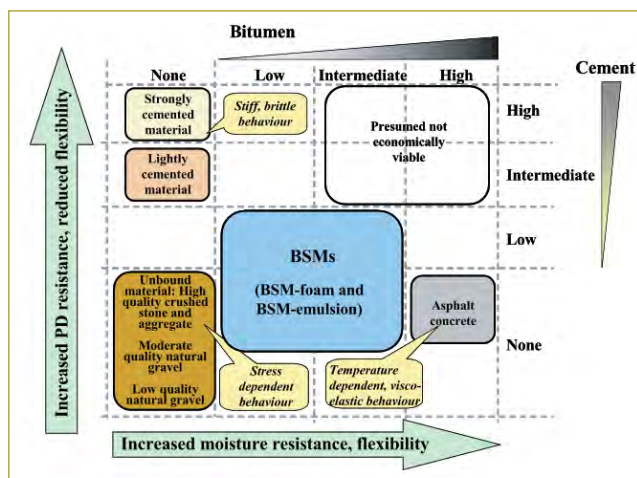 Bitumen
None
Low
Intermediate
High
Cement
Strongly
cemented
material
Stiff, brittle
behaviour
Presumed not
economically
viable
High
Lightly
cemented
material
Intermediate
BSMs
(BSM-foam and
BSM-emulsion)
Low
Unbound
material: High
quality crushed
stone and
aggregate
Moderate
quality natural
gravel
Low quality
natural gravel
Asphalt
concrete
None
Stress
dependent
behaviour
Temperature
dependent, visco-
elastic behaviour
Increased PD resistance, reduced flexibility
Increased moisture resistance, flexibility